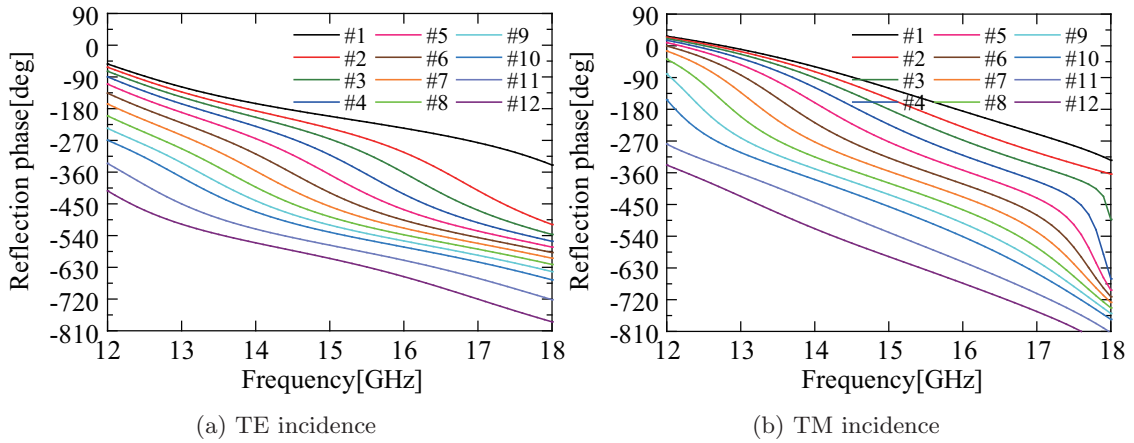 90
0
-90
-180
-270
-360
-450
-540
-630
-720
-810
Reflection phase[deg]
#1 #5 #9
#2 #6 #10
#3 #7 #11
#4 #8 #12
12 13 14 15 16 17 18
Frequency[GHz]
(a) TE incidence
90
0
-90
-180
-270
-360
-450
-540
-630
-720
-810
Reflection phase[deg]
#1 #5 #9
#2 #6 #10
#3 #7 #11
#4 #8 #12
12 13 14 15 16 17 18
Frequency[GHz]
(b) TM incidence